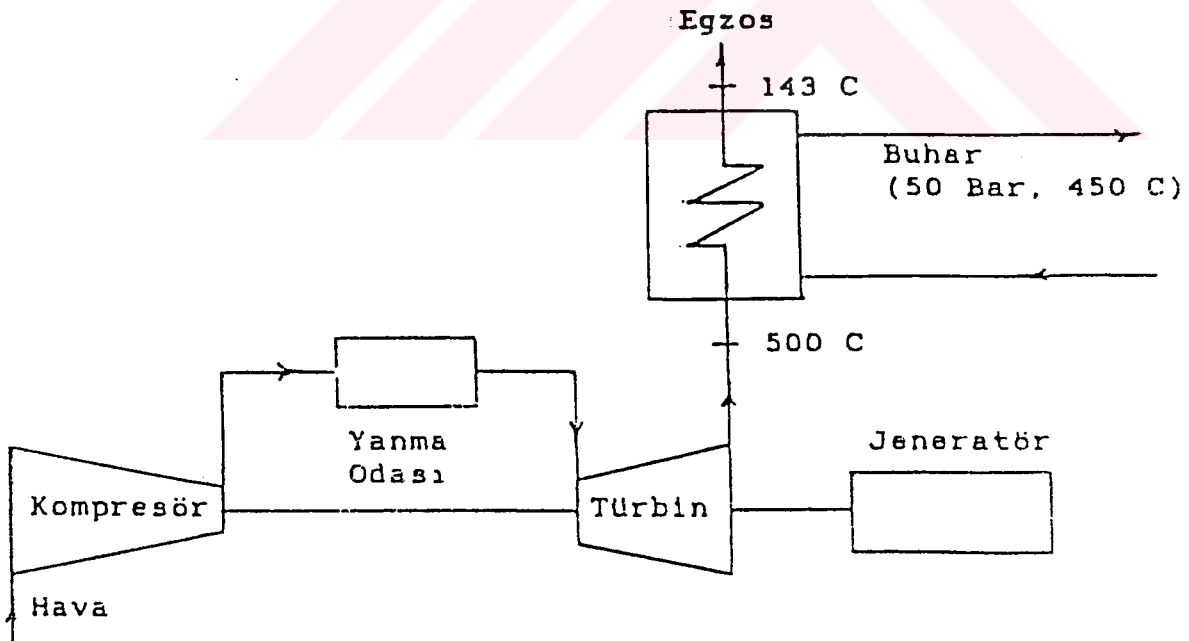 Egzos
143 C
Buhar
(50 Bar, 450 C)
500 C
Yanma
Odası
Jeneratör
Kompresör
Türbin
Hava